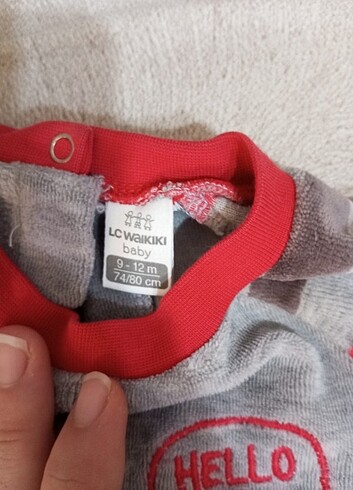 LC WAIKIKI
baby
9 - 12 m
74/80 cm
HELLO